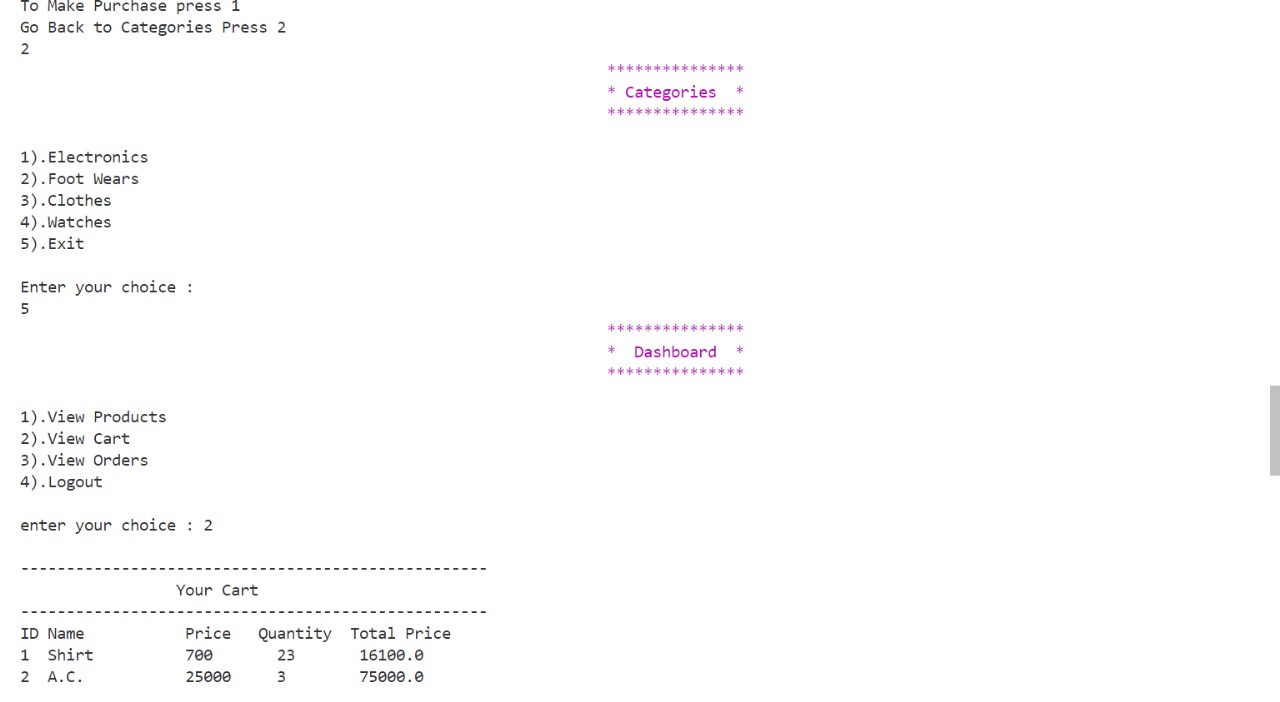 To Make Purchase press 1
Go Back to Categories Press 2
2
***************
* Categories  *
***************
1).Electronics
2).Foot Wears
3).Clothes
4).Watches
5).Exit
Enter your choice :
5
***************
*  Dashboard  *
***************
1).View Products
2).View Cart
3).View Orders
4).Logout
enter your choice : 2
---------------------------------------------------
Your Cart
---------------------------------------------------
ID Name           Price   Quantity  Total Price
1  Shirt          700       23       16100.0
2  A.C.           25000     3        75000.0